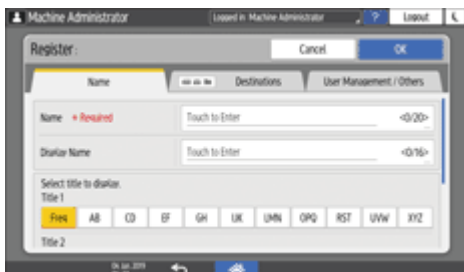 Machine Administrator
Logged in Machine Administrator
?
Logout
Register:
Cancel
OK
Name
Destinations
User Management / Others
Name
* Required
Touch to Enter
<0/20>
Display Name
Touch to Enter
<0/16>
Select title to display.
Title 1
Freq
AB
CD
EF
GH
IJK
LMN
OPQ
RST
UVW
XYZ
Title 2